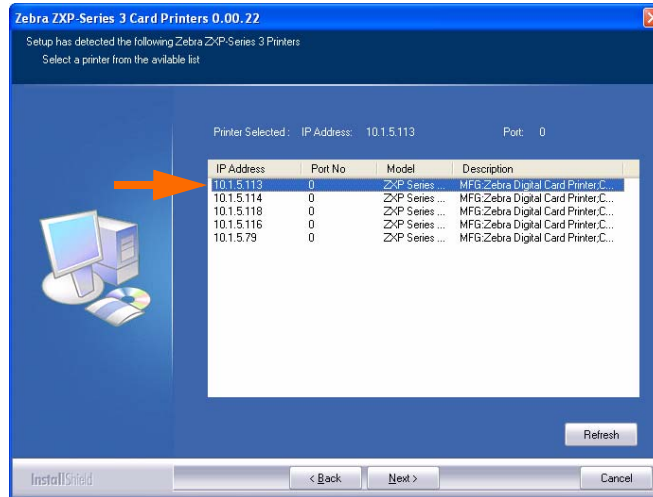 Zebra ZXP-Series 3 Card Printers 0.00.22
Setup has detected the following Zebra ZXP-Series 3 Printers
Select a printer from the avilable list
Printer Selected : IP Address: 10.1.5.113 Port: 0
IP Address Port No Model Description
10.1.5.113 0 ZXP Series ... MFG:Zebra Digital Card Printer;C...
10.1.5.114 0 ZXP Series ... MFG:Zebra Digital Card Printer;C...
10.1.5.118 0 ZXP Series ... MFG:Zebra Digital Card Printer;C...
10.1.5.116 0 ZXP Series ... MFG:Zebra Digital Card Printer;C...
10.1.5.79 0 ZXP Series ... MFG:Zebra Digital Card Printer;C...
Refresh
InstallShield
< Back Next > Cancel